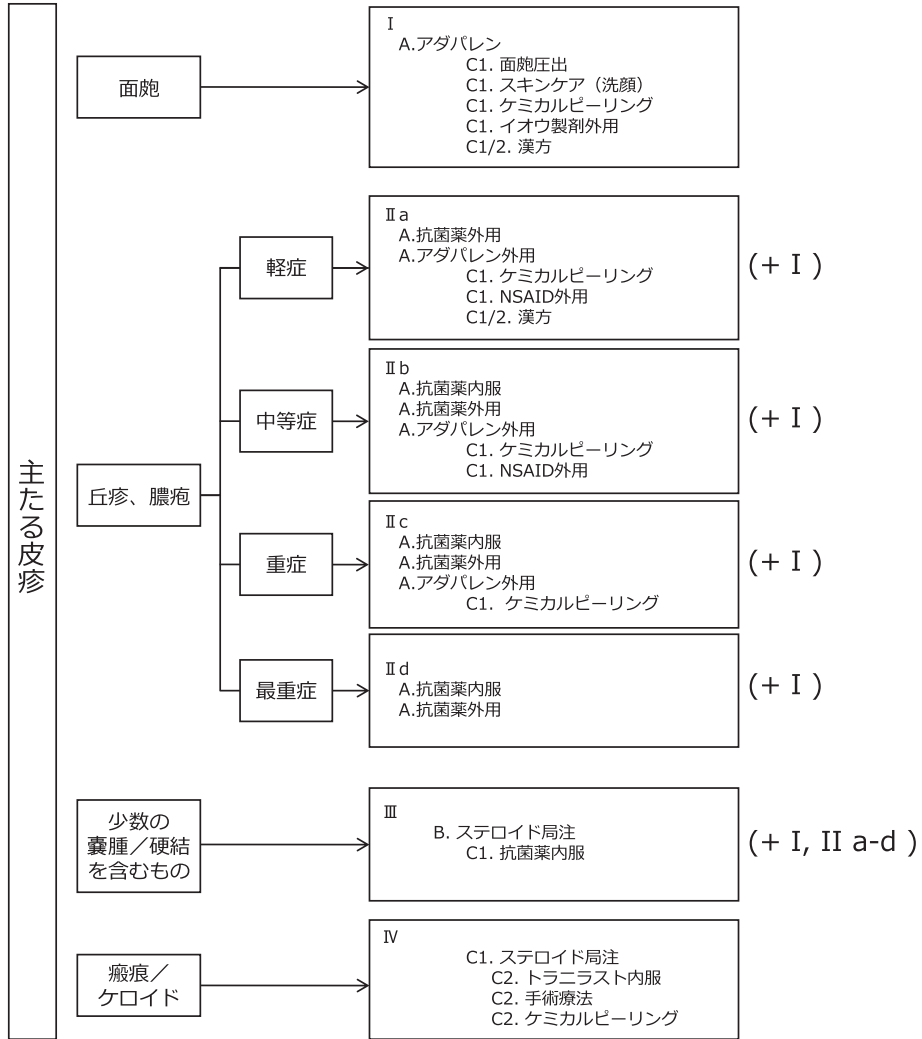 主たる皮疹
面皰
Ⅰ
A.アダパレン
C1. 面皰圧出
C1. スキンケア（洗顔）
C1. ケミカルピーリング
C1. イオウ製剤外用
C1/2. 漢方
丘疹、膿疱
軽症
Ⅱa
A.抗菌薬外用
A.アダパレン外用
C1. ケミカルピーリング
C1. NSAID外用
C1/2. 漢方
(+ I )
中等症
Ⅱb
A.抗菌薬内服
A.抗菌薬外用
A.アダパレン外用
C1. ケミカルピーリング
C1. NSAID外用
(+ I )
重症
Ⅱc
A.抗菌薬内服
A.抗菌薬外用
A.アダパレン外用
C1. ケミカルピーリング
(+ I )
最重症
Ⅱd
A.抗菌薬内服
A.抗菌薬外用
(+ I )
少数の
嚢腫／硬結
を含むもの
Ⅲ
B. ステロイド局注
C1. 抗菌薬内服
(+ I, II a-d )
瘢痕／
ケロイド
Ⅳ
C1. ステロイド局注
C2. トラニラスト内服
C2. 手術療法
C2. ケミカルピーリング